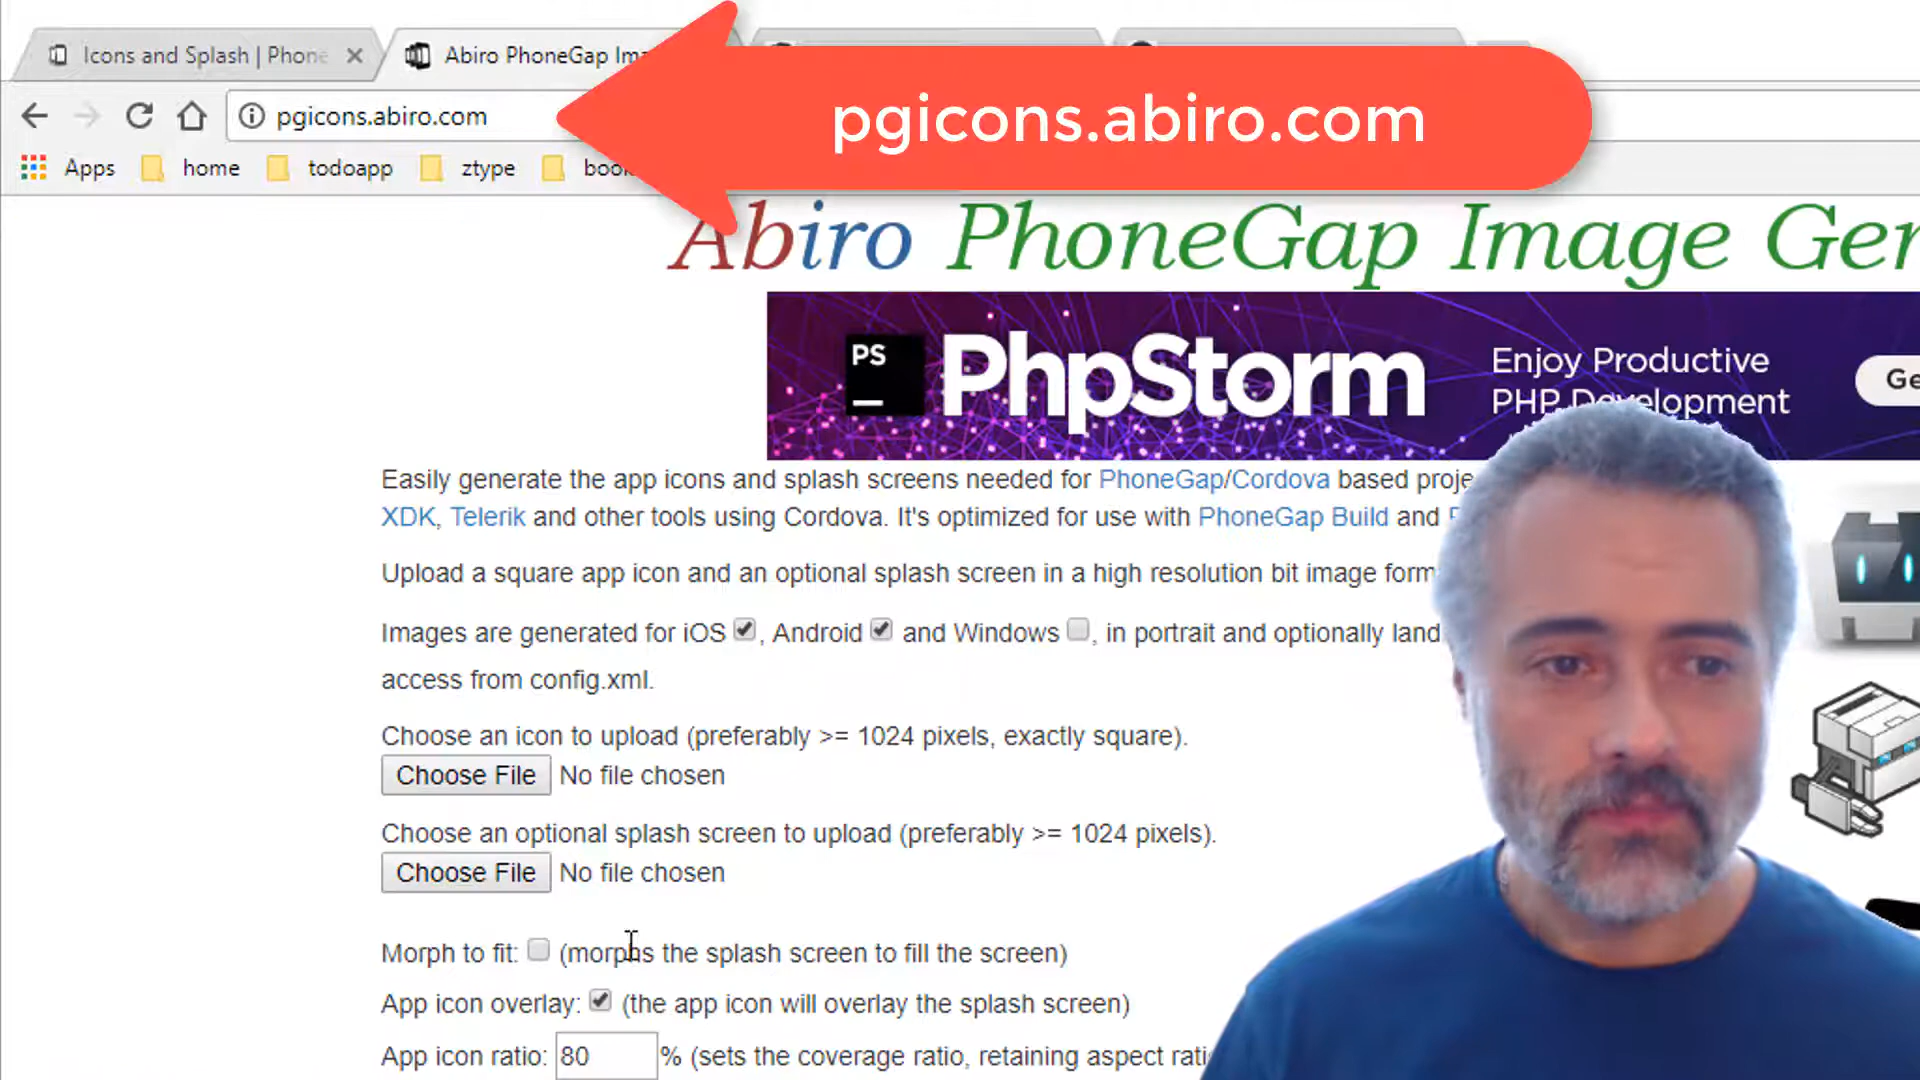 Icons and Splash | Phone
Abiro PhoneGap
pgicons.abiro.com
pgicons.abiro.com
Apps
home
todoapp
ztype
Abiro PhoneGap Image
PS
PhpStorm
Enjoy Productive
PHP Development
Easily generate the app icons and splash screens needed for PhoneGap/Cordova based
XDK, Telerik and other tools using Cordova. It's optimized for use with PhoneGap Build and
Upload a square app icon and an optional splash screen in a high resolution bit image
Images are generated for iOS , Android and Windows , in portrait and optionally
access from config.xml.
Choose an icon to upload (preferably >= 1024 pixels, exactly square).
Choose File No file chosen
Choose an optional splash screen to upload (preferably >= 1024 pixels).
Choose File No file chosen
Morph to fit: (morphs the splash screen to fill the screen)
App icon overlay: (the app icon will overlay the splash screen)
App icon ratio: 80 % (sets the coverage ratio, retaining aspect